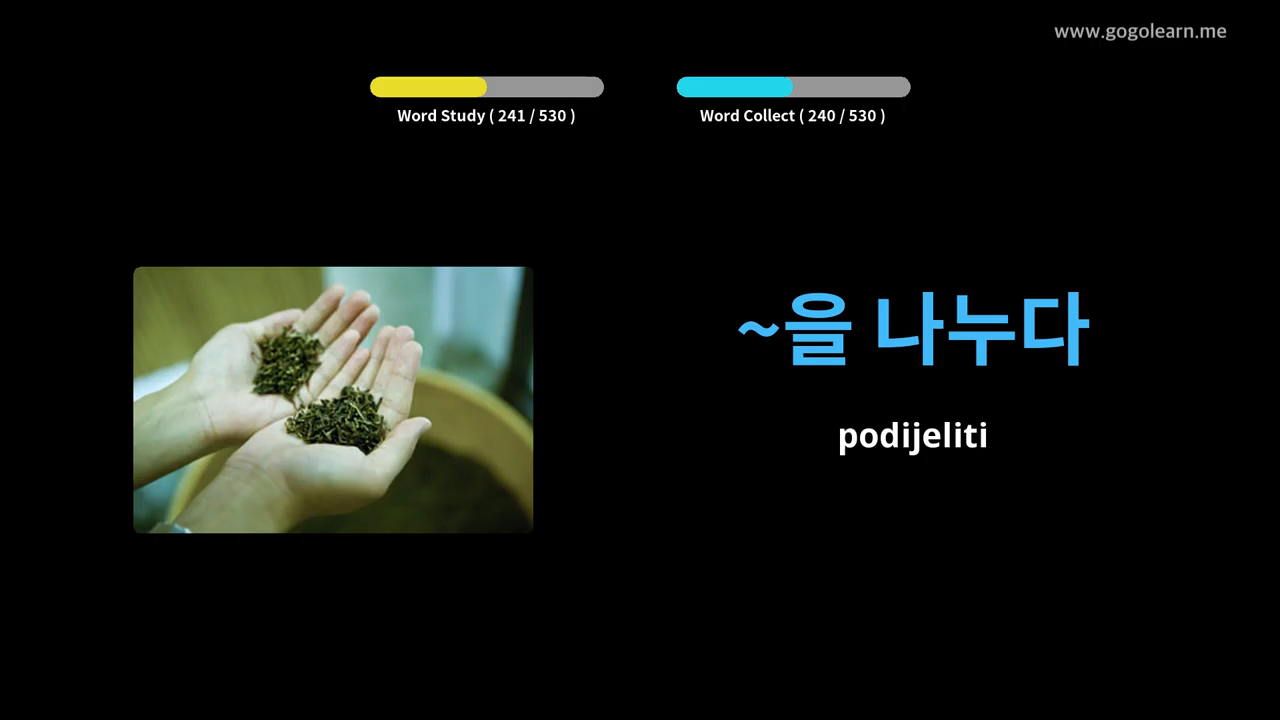 www.gogolearn.me
Word Study ( 241 / 530 )
Word Collect ( 240 / 530 )
~을 나누다
podijeliti